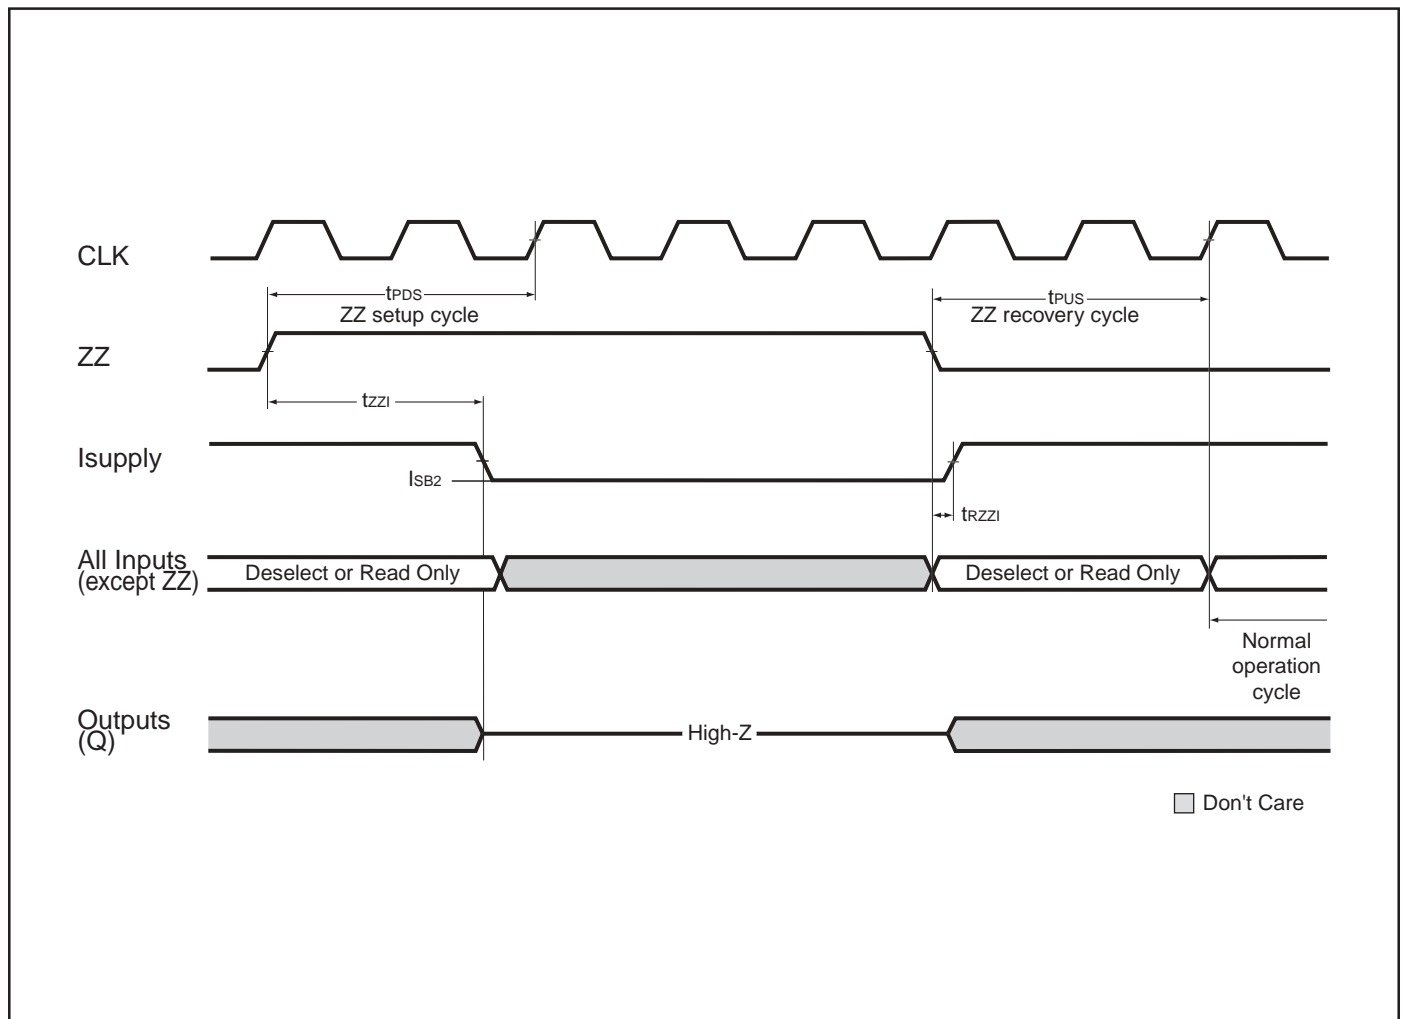 CLK
tPDS
ZZ setup cycle
tPUS
ZZ recovery cycle
ZZ
tZZI
Isupply
ISB2
tRZZI
All Inputs
(except ZZ)
Deselect or Read Only
Deselect or Read Only
Normal
operation
cycle
Outputs
(Q)
High-Z
Don't Care